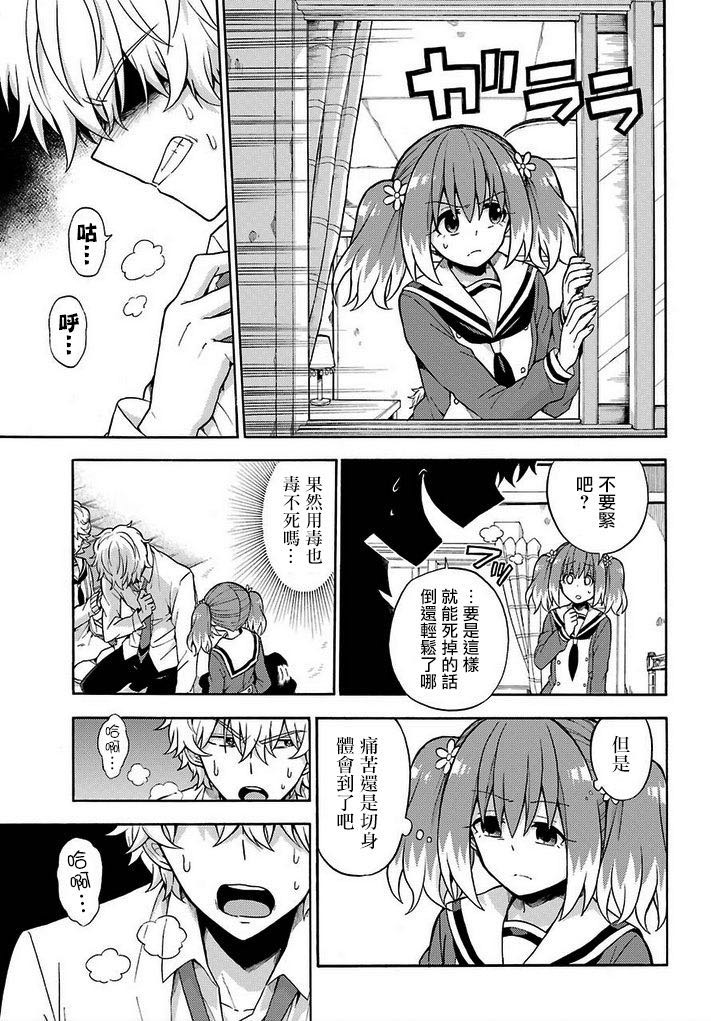 ガララ
咕…
呼…
不要緊
吧？
…要是這樣
就能死掉的話
倒還輕鬆了哪
スッ
果然用毒也
毒不死嗎…
但是
痛苦還是切身
體會到了吧
哈啊…
哈啊…